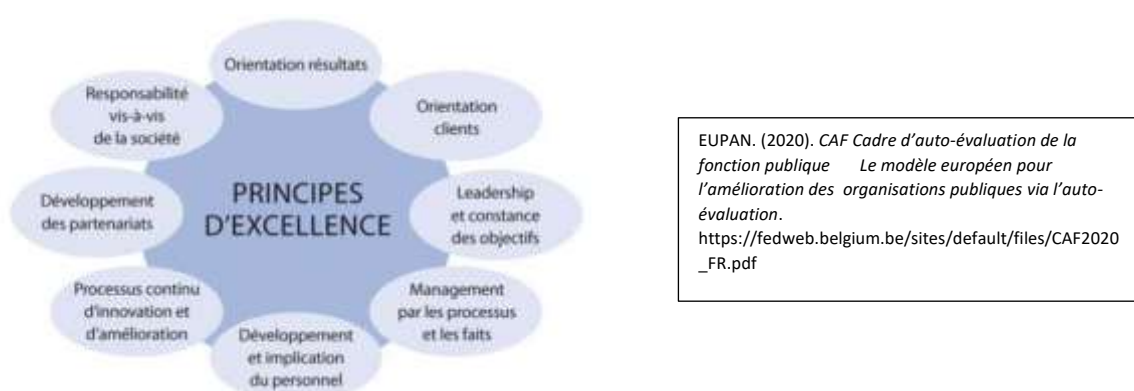 Orientation résultats
Orientation
clients
Leadership
et constance
des objectifs
Management
par les processus
et les faits
Développement
et implication
du personnel
Processus continu
d'innovation et
d'amélioration
Développement
des partenariats
Responsabilité
vis-à-vis
de la société
PRINCIPES
D'EXCELLENCE
EUPAN. (2020). CAF Cadre d'auto-évaluation de la
fonction publique Le modèle européen pour
l'amélioration des organisations publiques via l'auto-
évaluation.
https://fedweb.belgium.be/sites/default/files/CAF2020
_FR.pdf